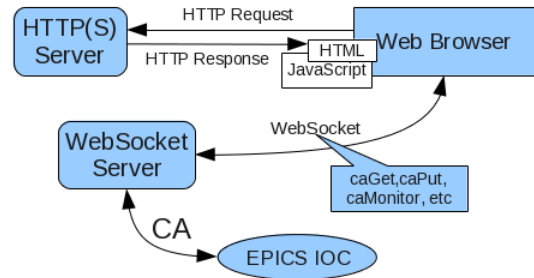 HTTP Request
HTTP(S)
Server
HTTP Response
HTML
JavaScript
Web Browser
WebSocket
WebSocket
Server
caGet,caPut,
caMonitor, etc
CA
EPICS IOC